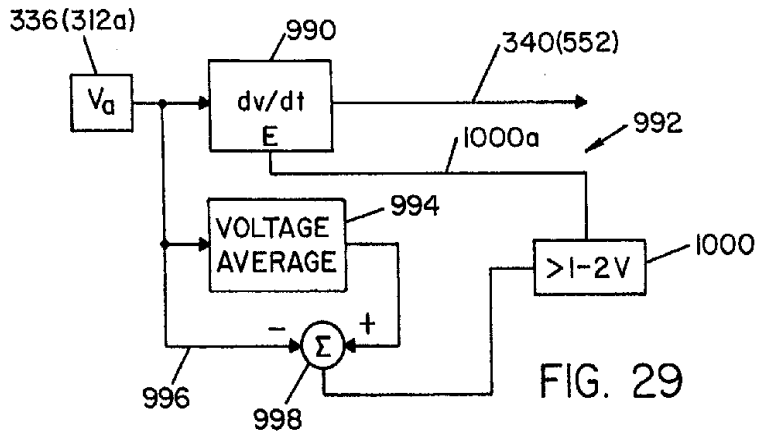 336(312a)
990
340(552)
Va
dv/dt
E
1000a
992
VOLTAGE
AVERAGE
994
>1-2V
1000
-
+
Σ
996
998
FIG. 29